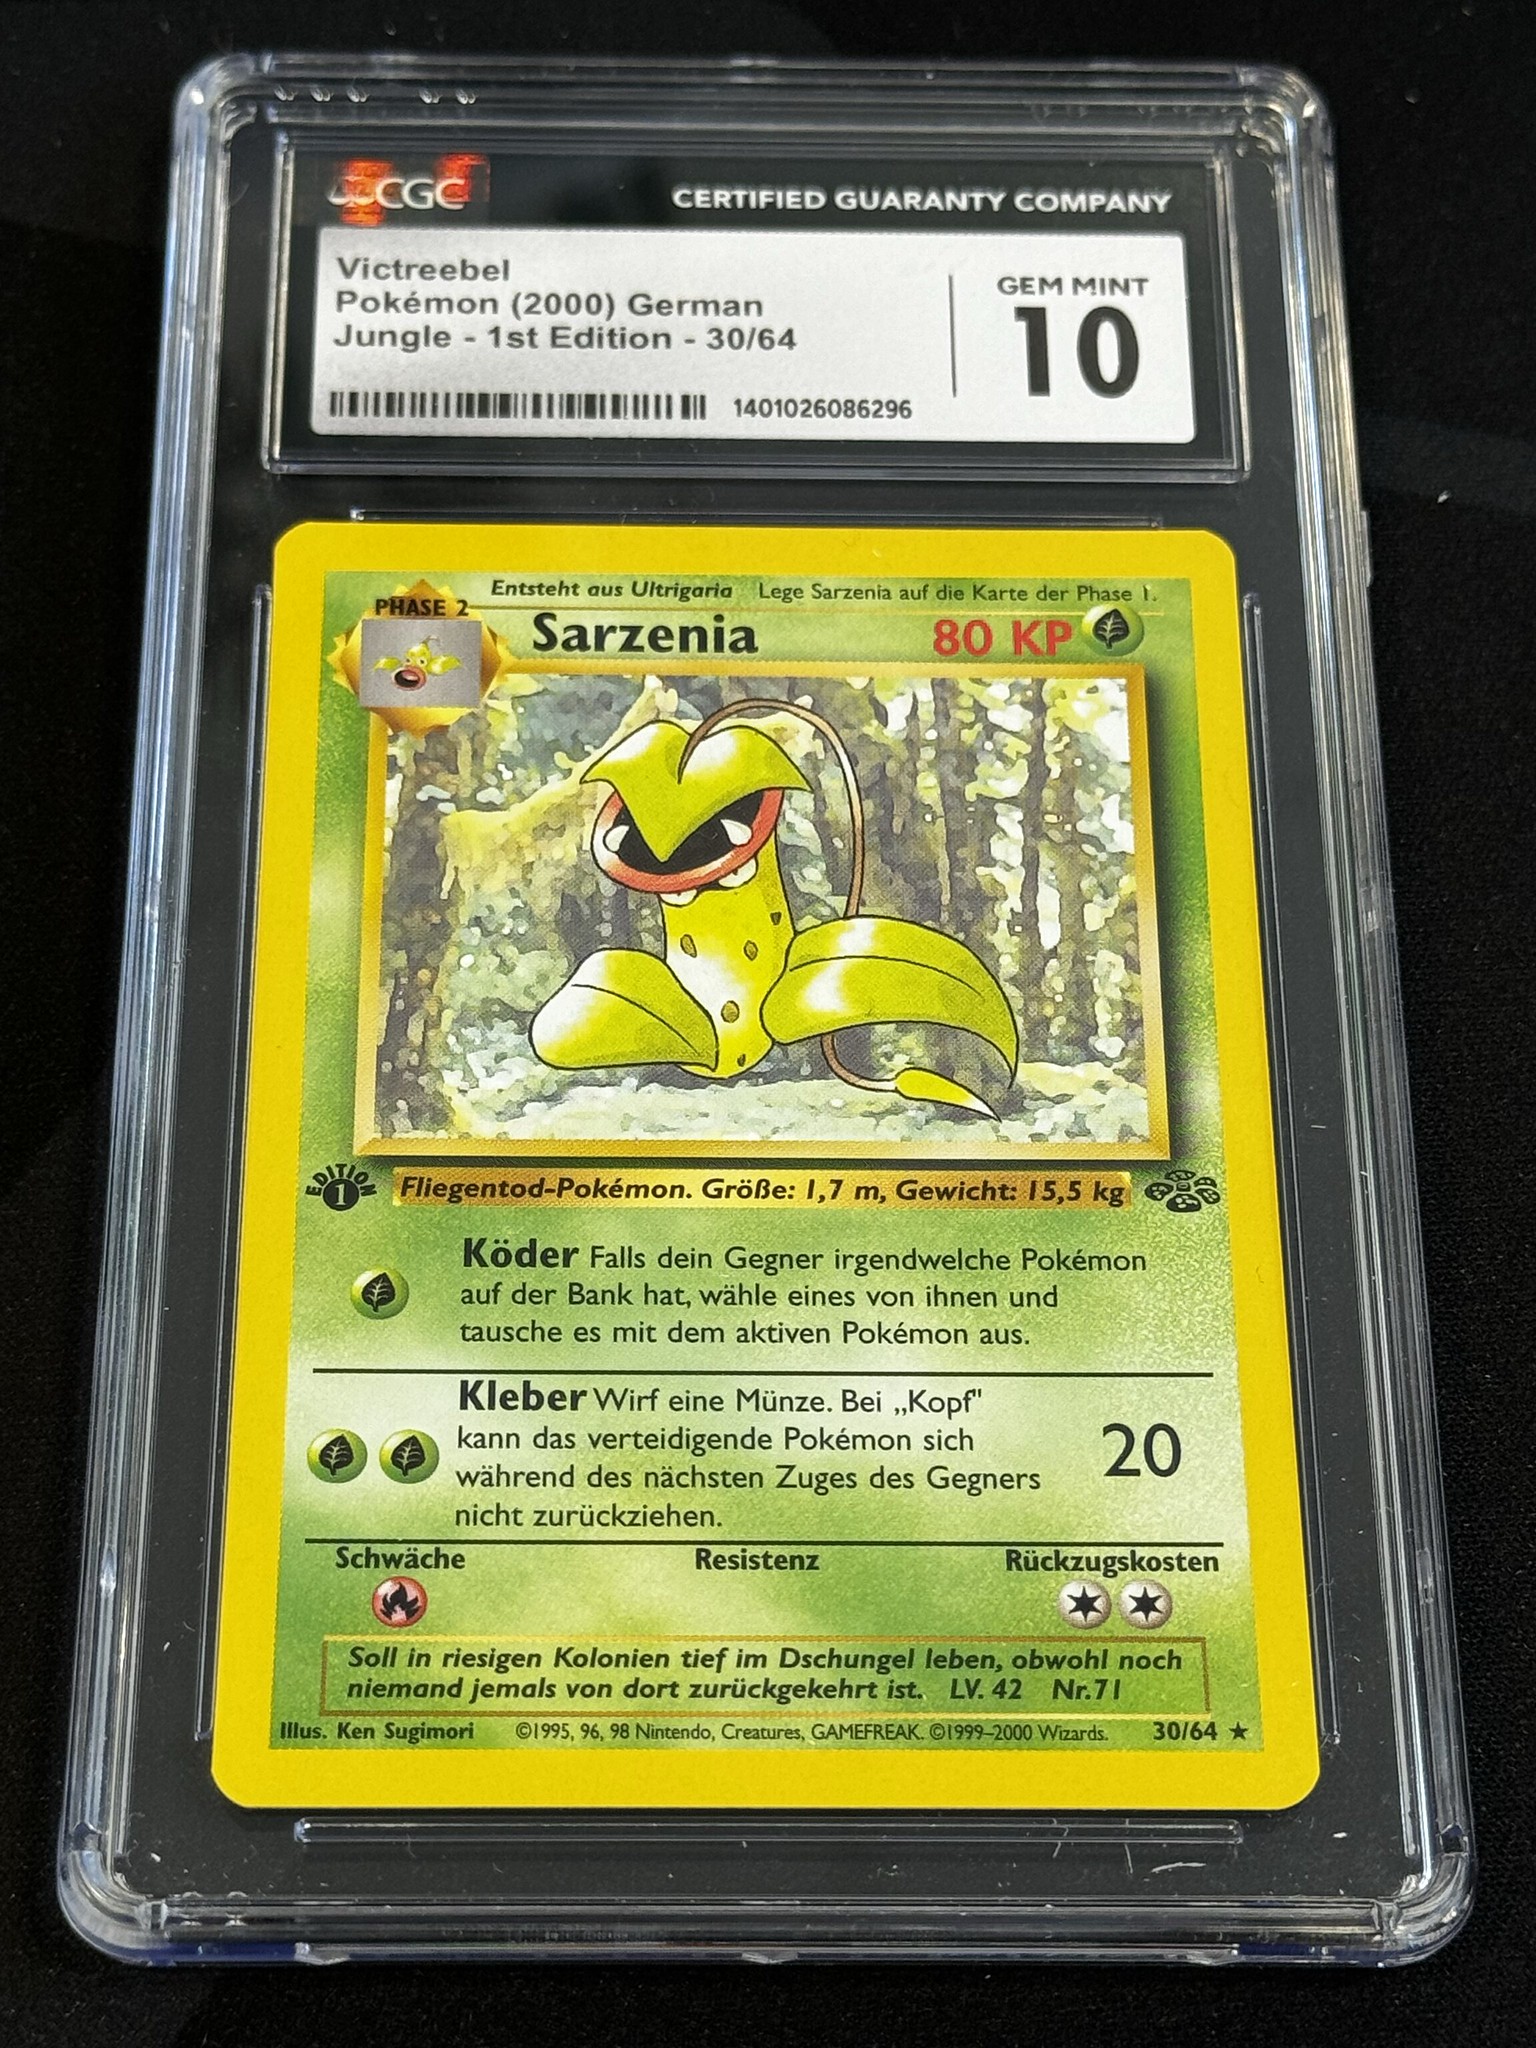 CGC
CERTIFIED GUARANTY COMPANY
Victreebel
Pokémon (2000) German
Jungle - 1st Edition - 30/64
GEM MINT
10
1401026086296
PHASE 2
Entsteht aus Ultrigaria Lege Sarzenia auf die Karte der Phase 1.
Sarzenia 80 KP
EDITION 1
Fliegentod-Pokémon. Größe: 1,7 m, Gewicht: 15,5 kg
Köder Falls dein Gegner irgendwelche Pokémon
auf der Bank hat, wähle eines von ihnen und
tausche es mit dem aktiven Pokémon aus.
Kleber Wirf eine Münze. Bei „Kopf"
kann das verteidigende Pokémon sich
während des nächsten Zuges des Gegners
nicht zurückziehen.
20
Schwäche Resistenz Rückzugskosten
Soll in riesigen Kolonien tief im Dschungel leben, obwohl noch
niemand jemals von dort zurückgekehrt ist. LV. 42 Nr.71
Illus. Ken Sugimori ©1995, 96, 98 Nintendo, Creatures, GAMEFREAK. ©1999–2000 Wizards. 30/64 ★